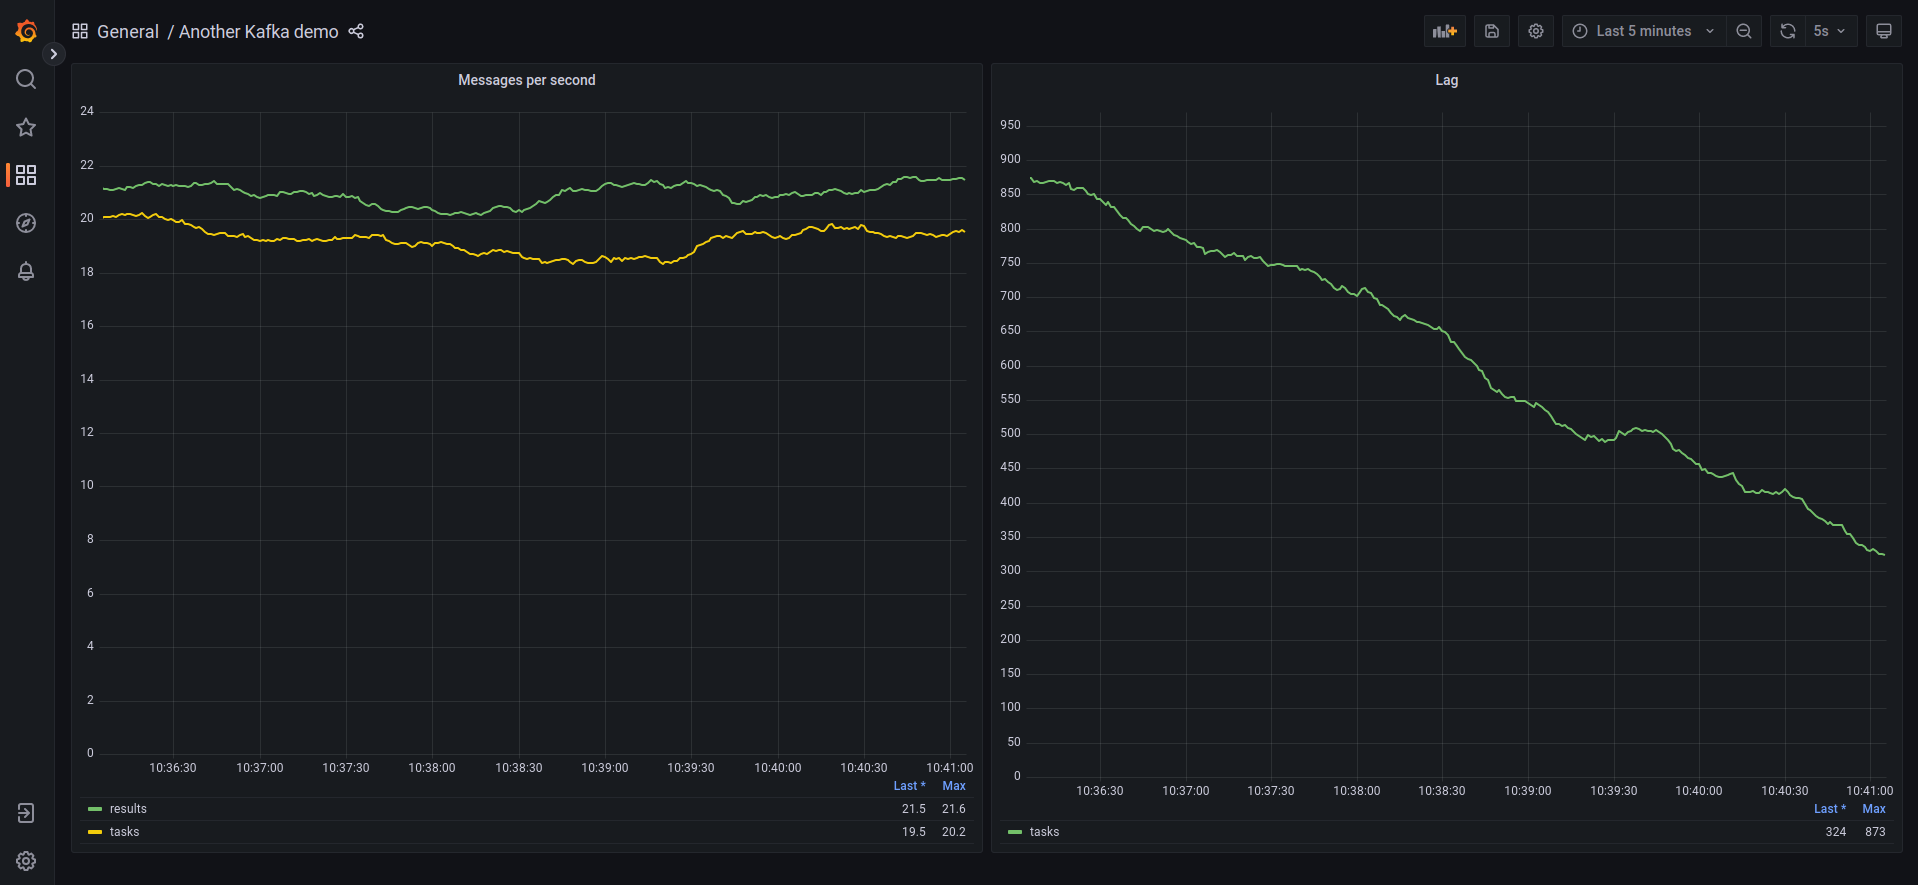 General / Another Kafka demo
Last 5 minutes
5s
Messages per second
24
22
20
18
16
14
12
10
8
6
4
2
0
10:36:30 10:37:00 10:37:30 10:38:00 10:38:30 10:39:00 10:39:30 10:40:00 10:40:30 10:41:00
Last * Max
results 21.5 21.6
tasks 19.5 20.2
Lag
950
900
850
800
750
700
650
600
550
500
450
400
350
300
250
200
150
100
50
0
10:36:30 10:37:00 10:37:30 10:38:00 10:38:30 10:39:00 10:39:30 10:40:00 10:40:30 10:41:00
Last * Max
tasks 324 873